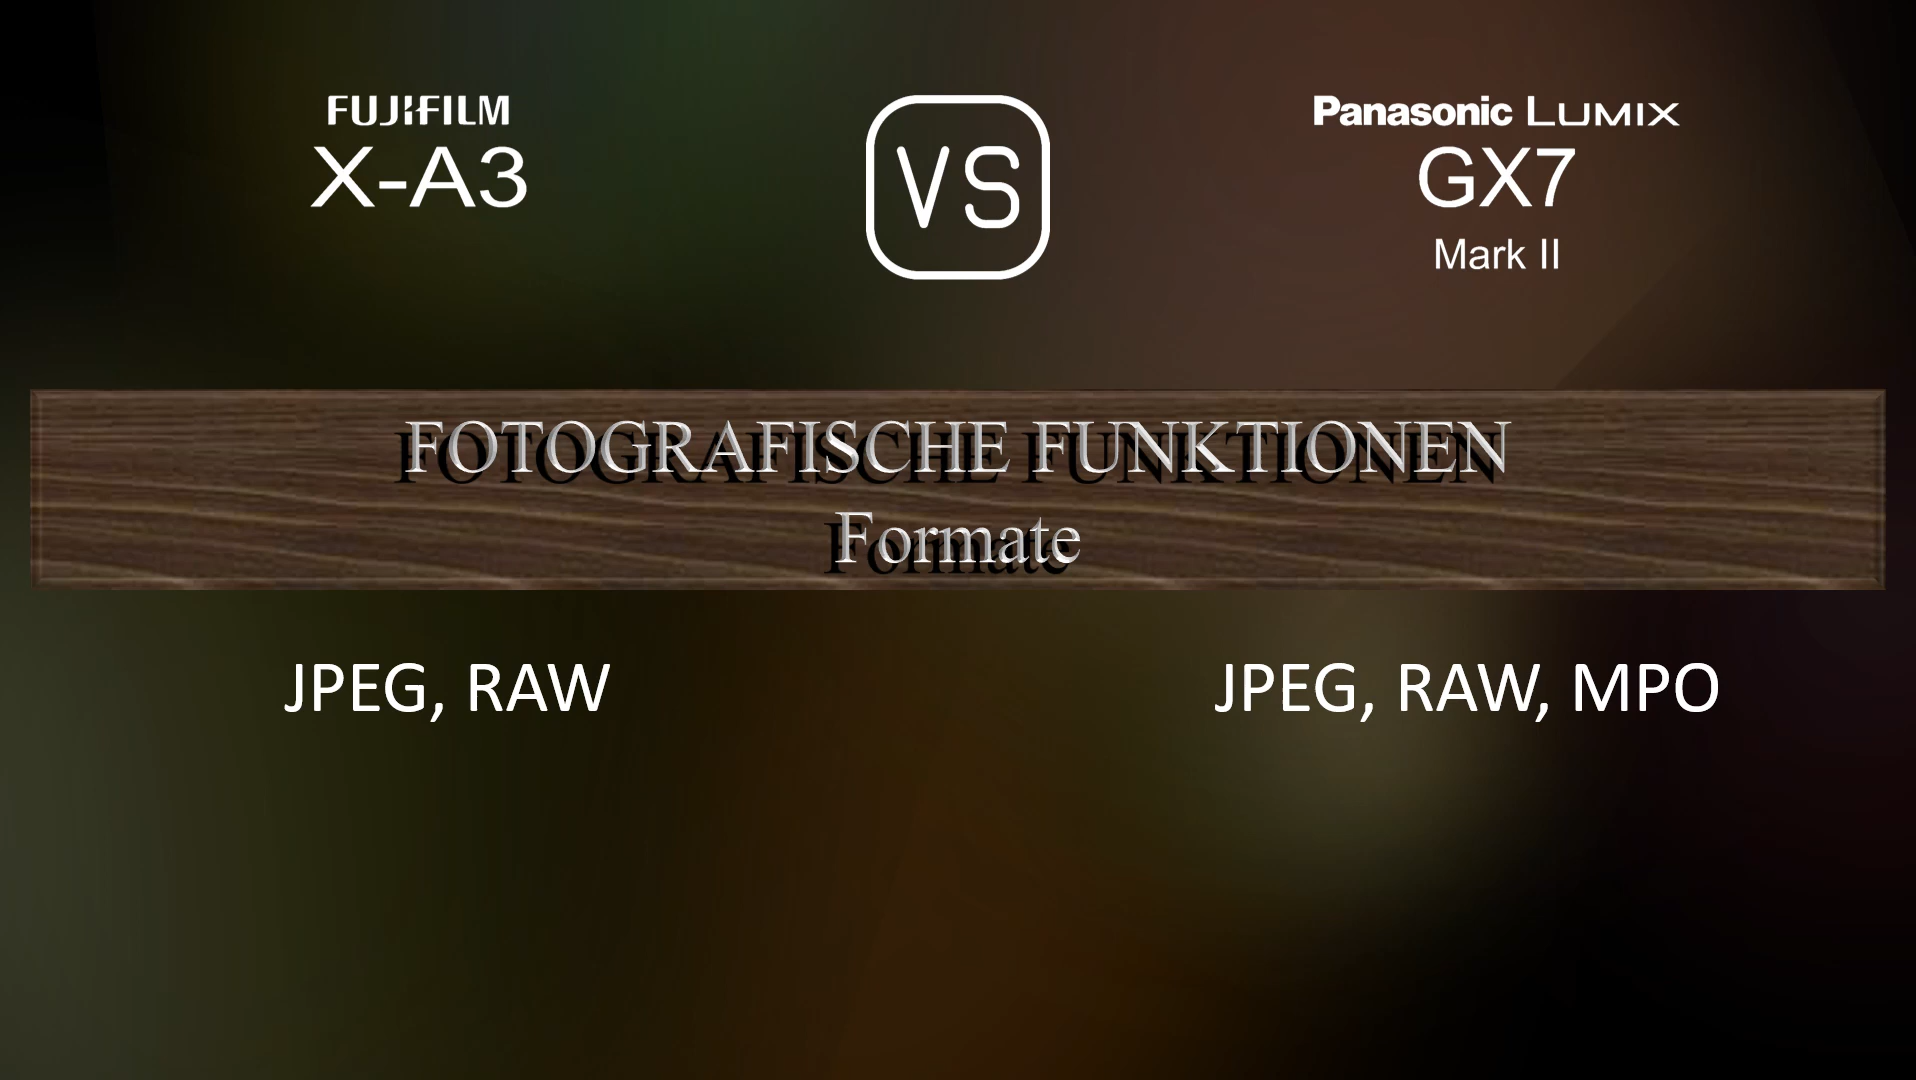 FUJIFILM
X-A3
VS
Panasonic LUMIX
GX7
Mark II
FOTOGRAFISCHE FUNKTIONEN
Formate
JPEG, RAW
JPEG, RAW, MPO